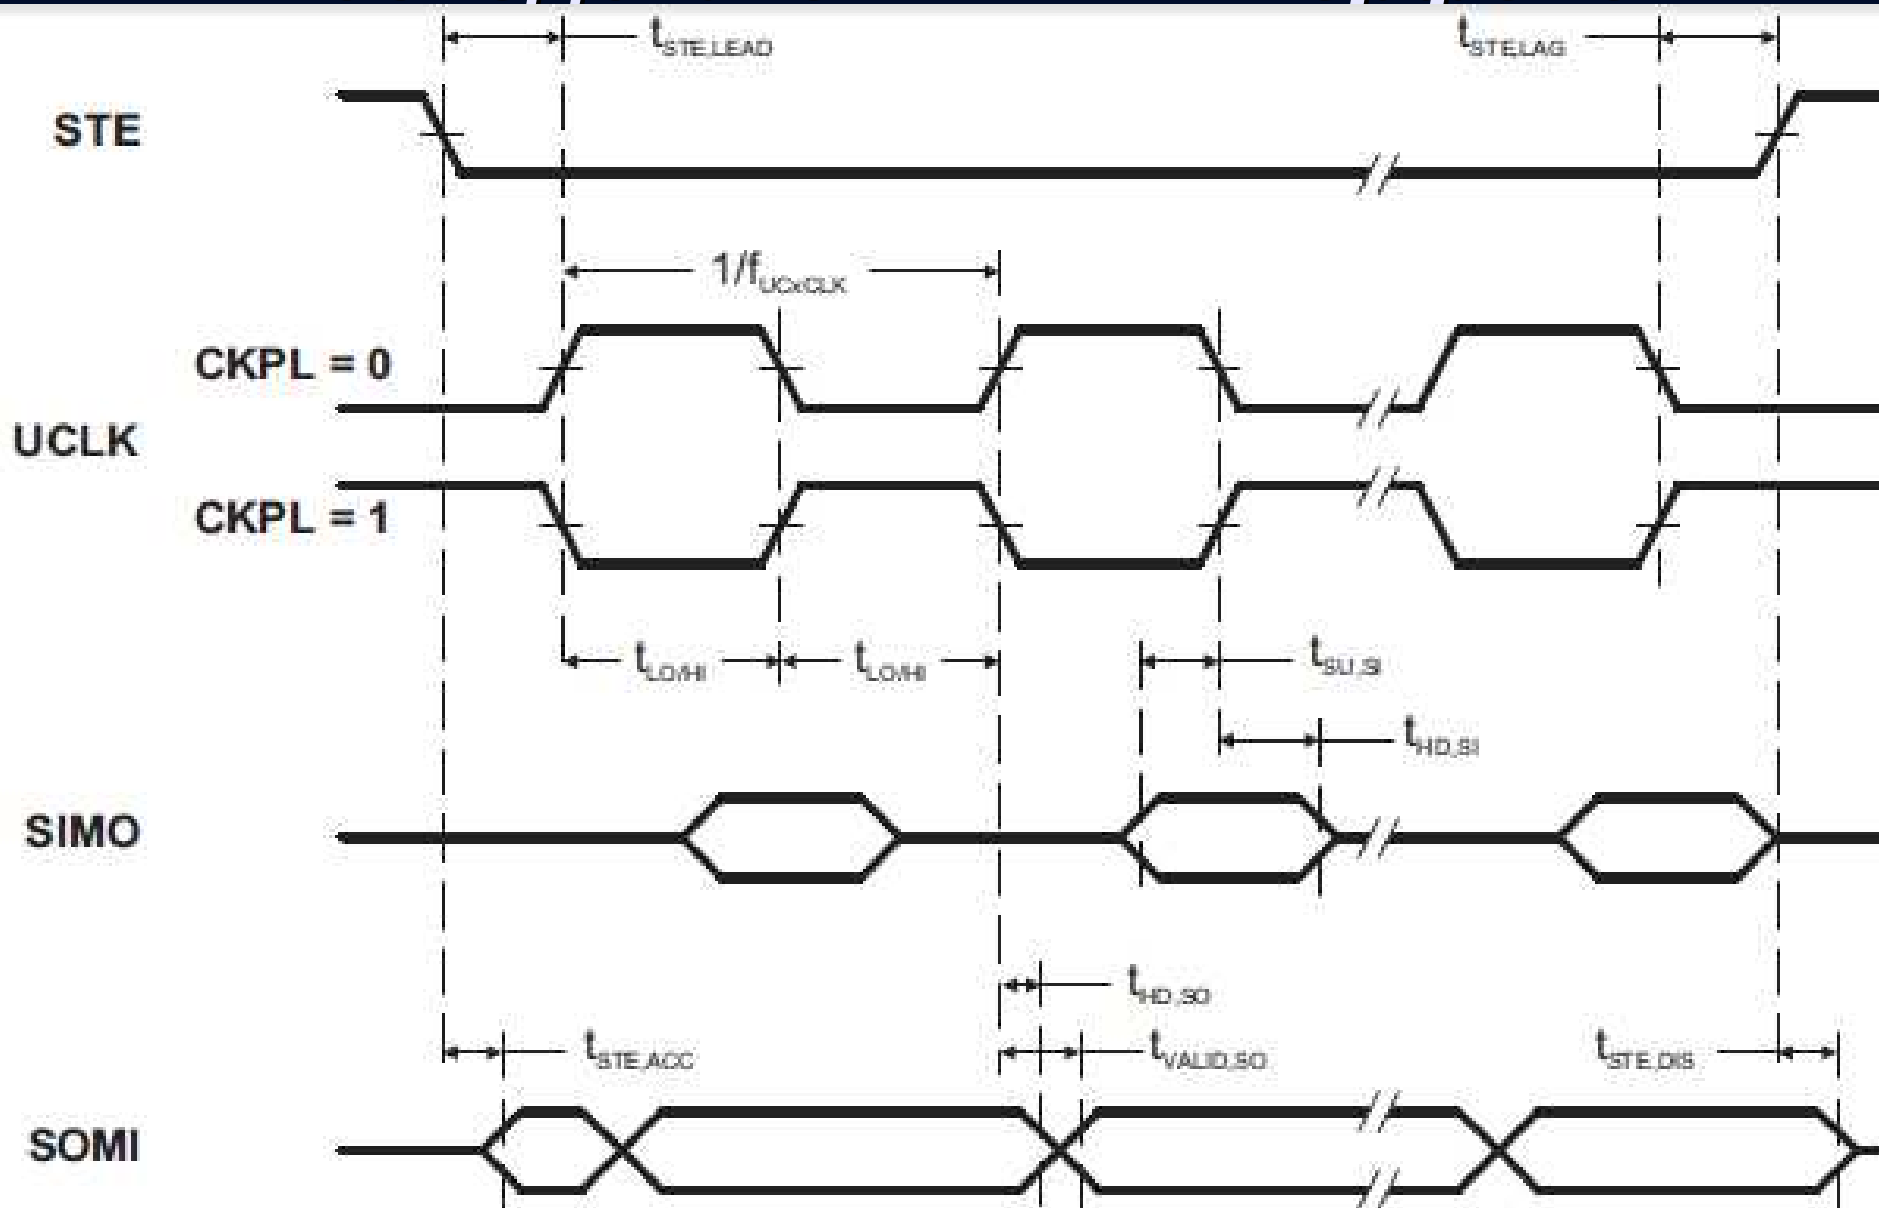 tSTE,LEAD
tSTE,LAG
STE
1/fUCxCLK
CKPL = 0
UCLK
CKPL = 1
tLO/HI
tLO/HI
tSU,SI
tHD,SI
SIMO
tHD,SO
tSTE,ACC
tVALID,SO
tSTE,DIS
SOMI